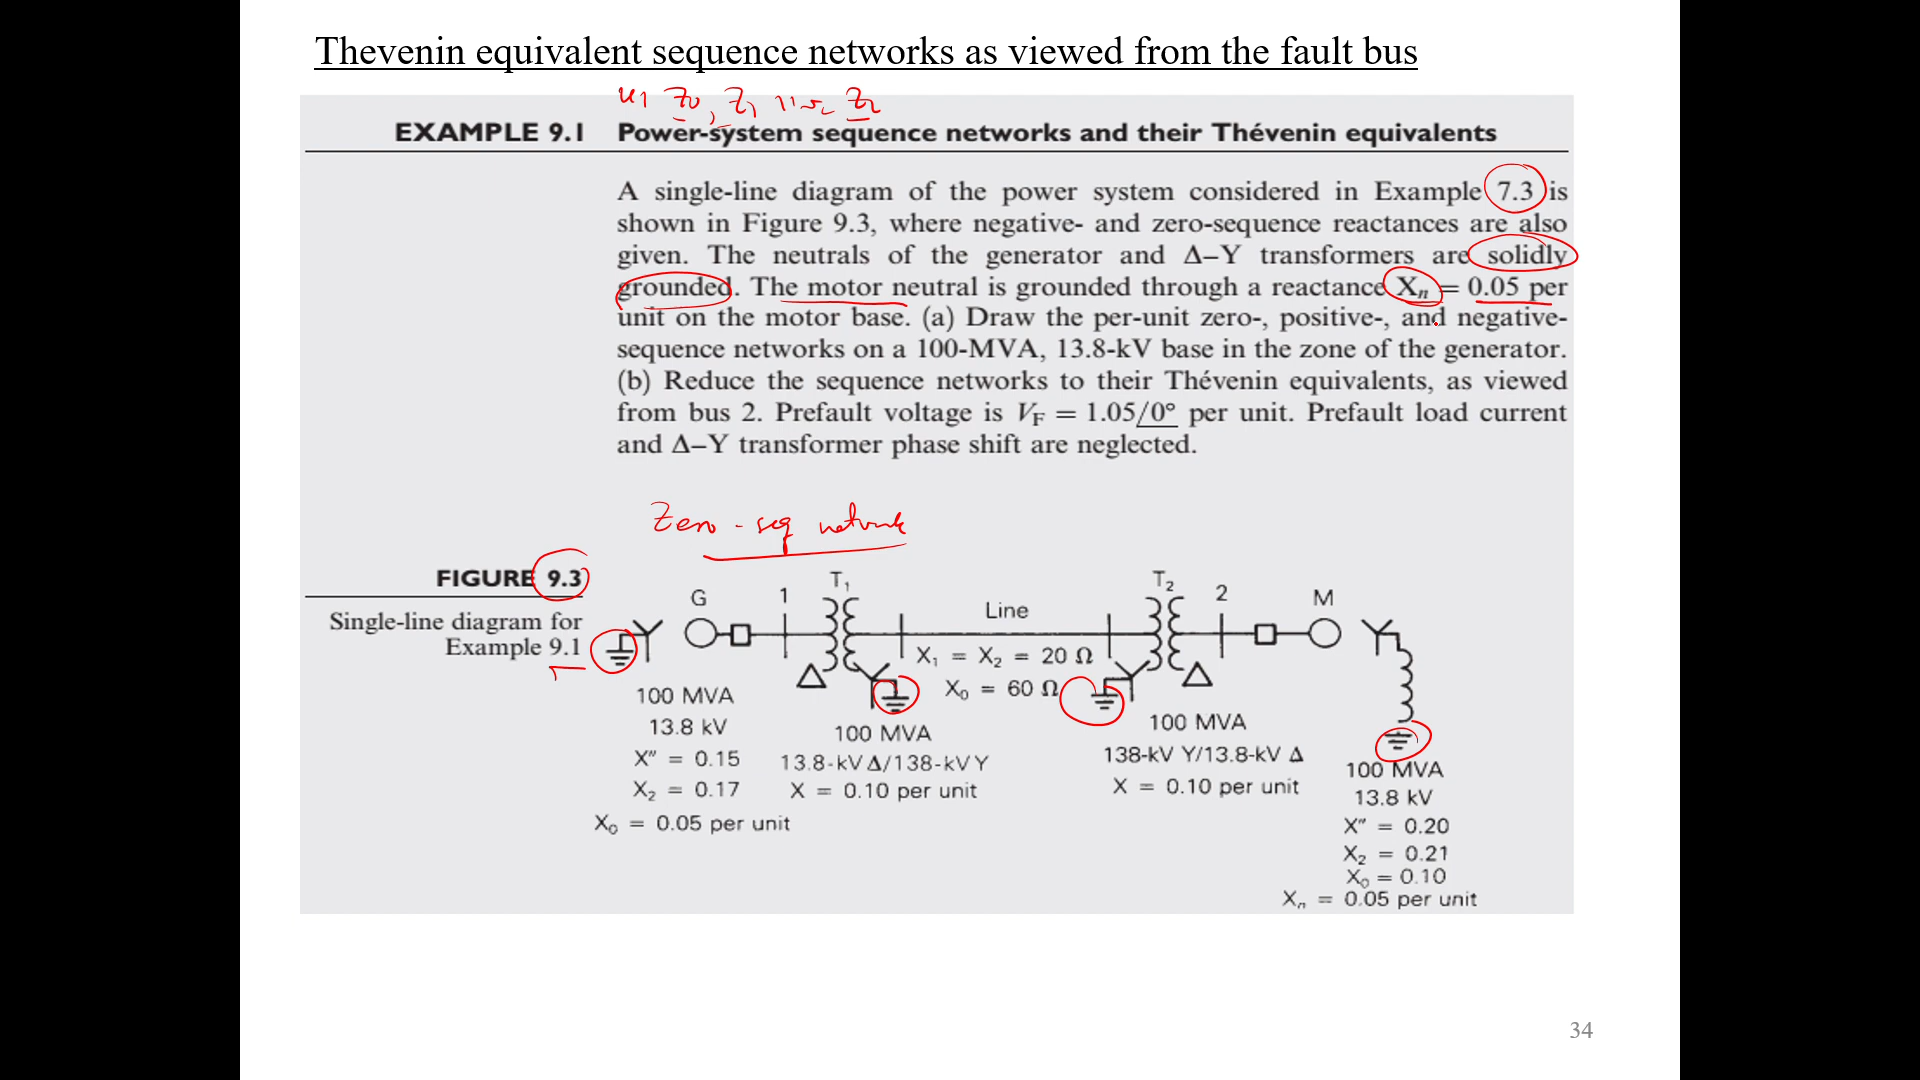 Thevenin equivalent sequence networks as viewed from the fault bus
Z0, Z1 Z2
EXAMPLE 9.1 Power-system sequence networks and their Thévenin equivalents
A single-line diagram of the power system considered in Example 7.3 is
shown in Figure 9.3, where negative- and zero-sequence reactances are also
given. The neutrals of the generator and Δ–Y transformers are solidly
grounded. The motor neutral is grounded through a reactance Xn = 0.05 per
unit on the motor base. (a) Draw the per-unit zero-, positive-, and negative-
sequence networks on a 100-MVA, 13.8-kV base in the zone of the generator.
(b) Reduce the sequence networks to their Thévenin equivalents, as viewed
from bus 2. Prefault voltage is VF = 1.05/0° per unit. Prefault load current
and Δ–Y transformer phase shift are neglected.
Zero-seq network
FIGURE 9.3
Single-line diagram for
Example 9.1
G 1 T1 Line T2 2 M
X1 = X2 = 20 Ω
X0 = 60 Ω
100 MVA
13.8 kV
X″ = 0.15
X2 = 0.17
X0 = 0.05 per unit
100 MVA
13.8-kV Δ/138-kV Y
X = 0.10 per unit
100 MVA
138-kV Y/13.8-kV Δ
X = 0.10 per unit
100 MVA
13.8 kV
X″ = 0.20
X2 = 0.21
X0 = 0.10
Xn = 0.05 per unit
34